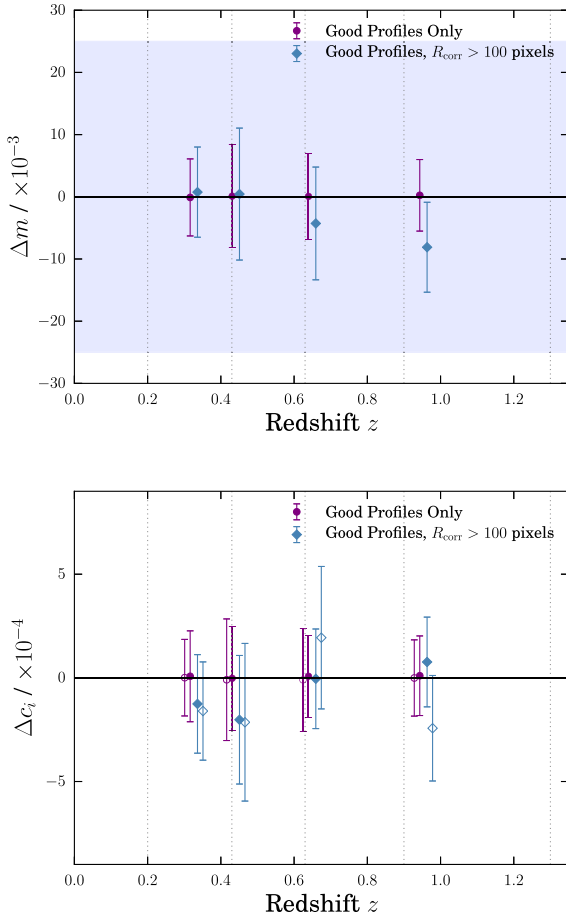 30
20
10
0
−10
−20
−30
Δm / ×10⁻³
Good Profiles Only
Good Profiles, R_corr > 100 pixels
0.0 0.2 0.4 0.6 0.8 1.0 1.2
Redshift z
5
0
−5
Δc_i / ×10⁻⁴
Good Profiles Only
Good Profiles, R_corr > 100 pixels
0.0 0.2 0.4 0.6 0.8 1.0 1.2
Redshift z